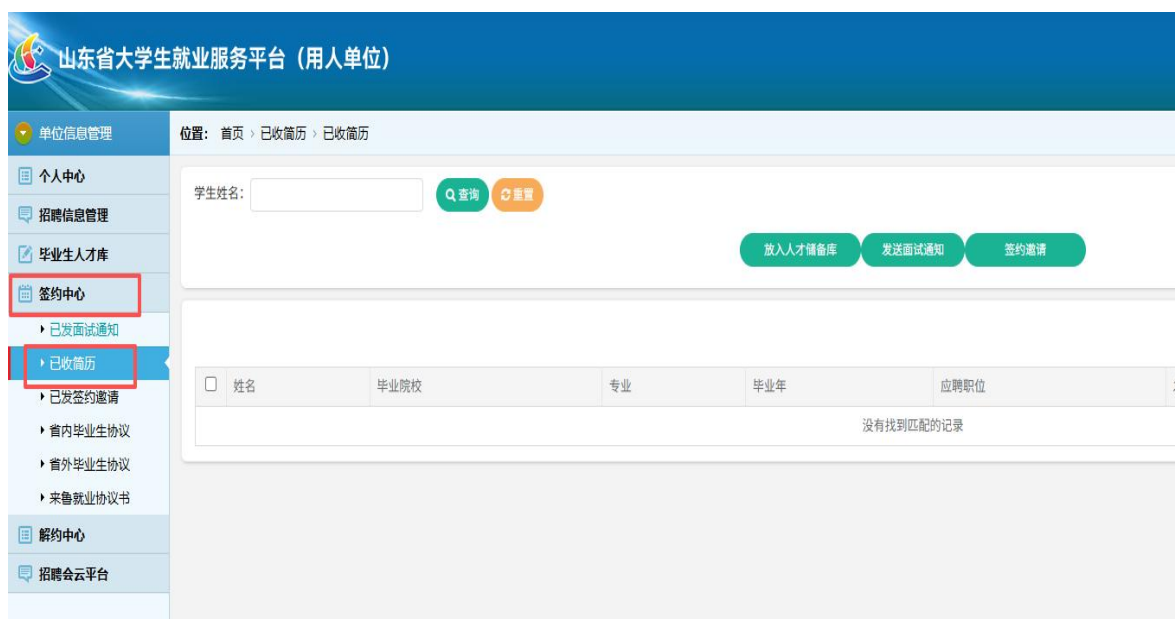 山东省大学生就业服务平台（用人单位）
单位信息管理
位置： 首页 › 已收简历 › 已收简历
个人中心
招聘信息管理
毕业生人才库
签约中心
已发面试通知
已收简历
已发签约邀请
省内毕业生协议
省外毕业生协议
来鲁就业协议书
解约中心
招聘会云平台
学生姓名： 查询 重置
放入人才储备库 发送面试通知 签约邀请
姓名 毕业院校 专业 毕业年 应聘职位
没有找到匹配的记录